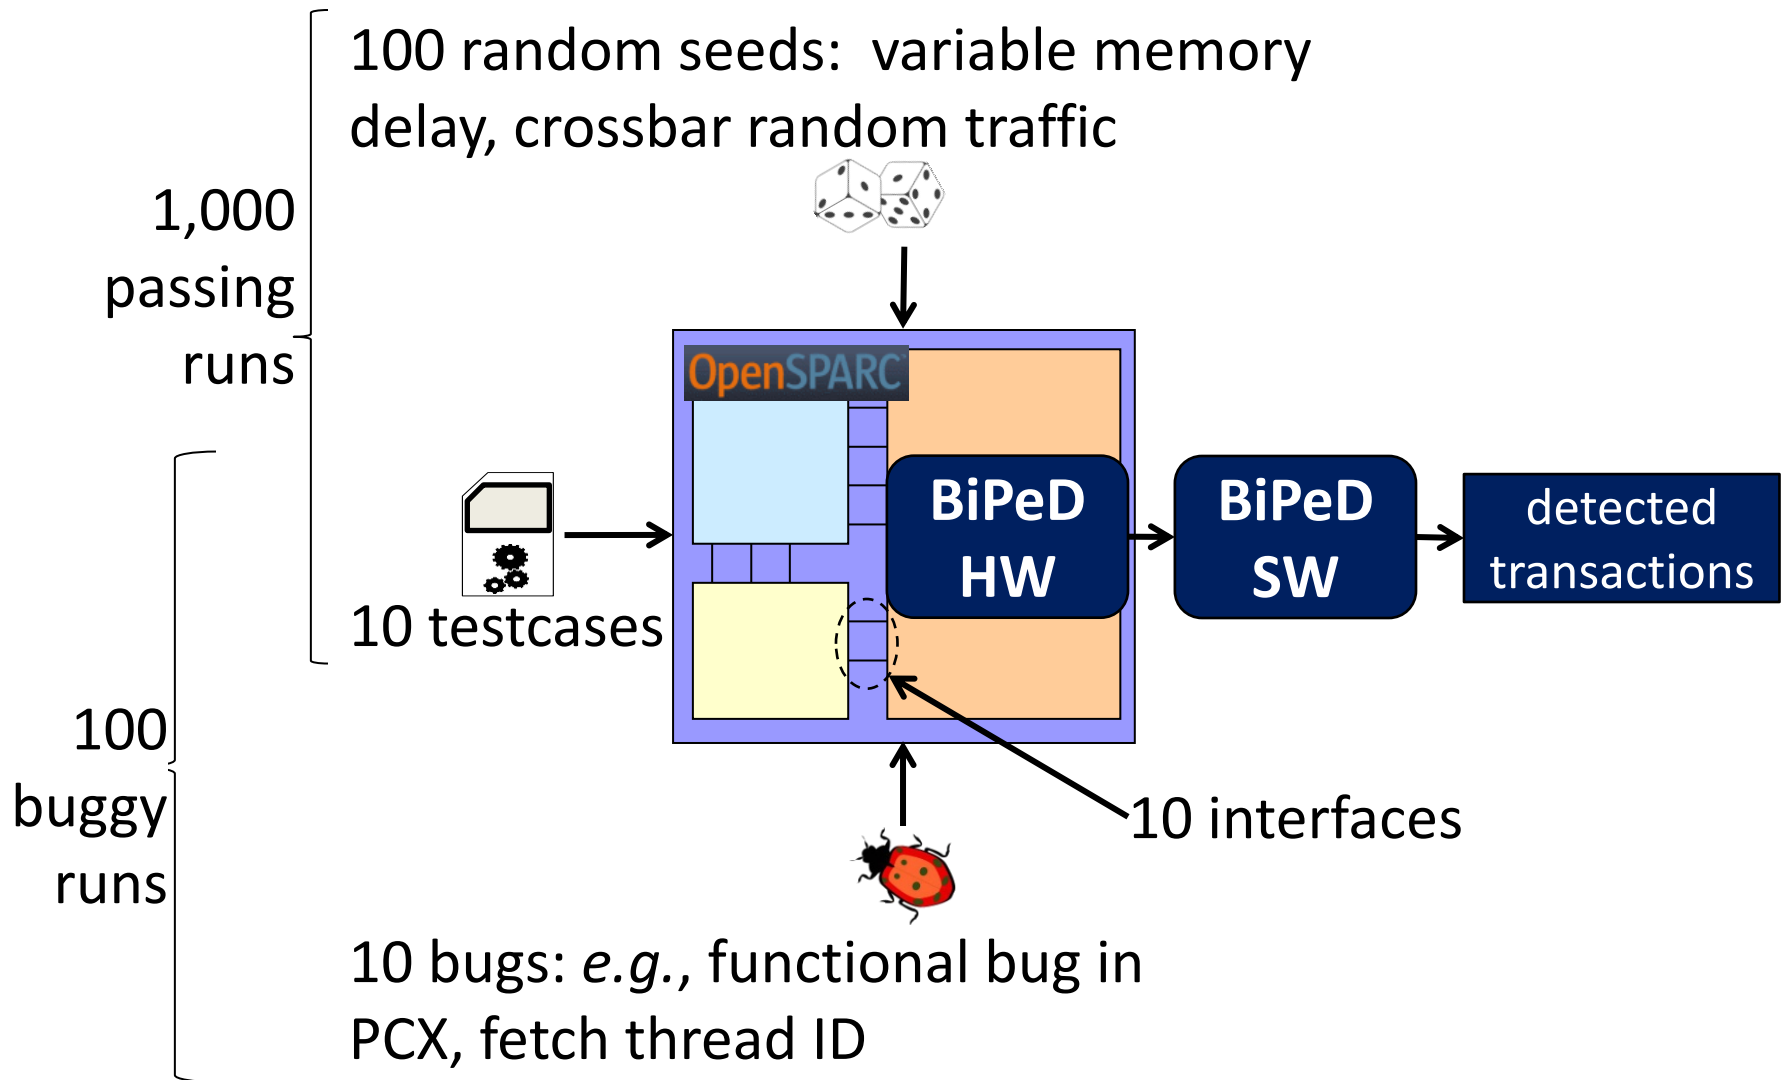 100 random seeds:  variable memory
delay, crossbar random traffic
1,000
passing
runs
OpenSPARC™
BiPeD
HW
BiPeD
SW
detected
transactions
10 testcases
100
buggy
runs
10 interfaces
10 bugs: e.g., functional bug in
PCX, fetch thread ID